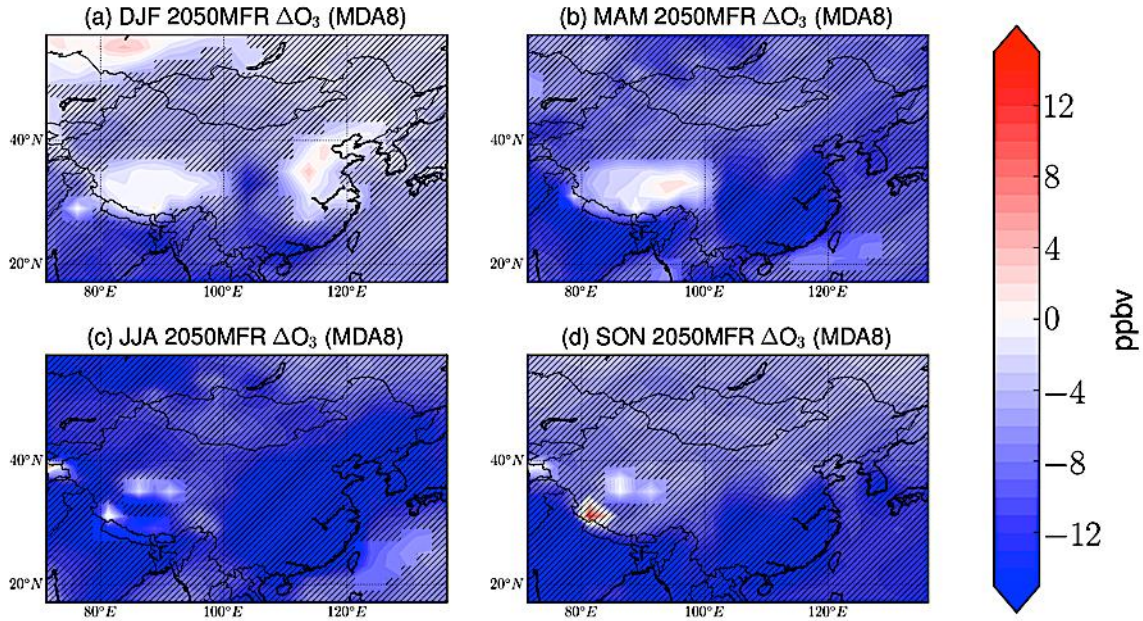 (a) DJF 2050MFR ΔO₃ (MDA8)
(b) MAM 2050MFR ΔO₃ (MDA8)
40°N
20°N
80°E 100°E 120°E
40°N
20°N
80°E 100°E 120°E
(c) JJA 2050MFR ΔO₃ (MDA8)
(d) SON 2050MFR ΔO₃ (MDA8)
40°N
20°N
80°E 100°E 120°E
40°N
20°N
80°E 100°E 120°E
12
8
4
0
−4
−8
−12
ppbv